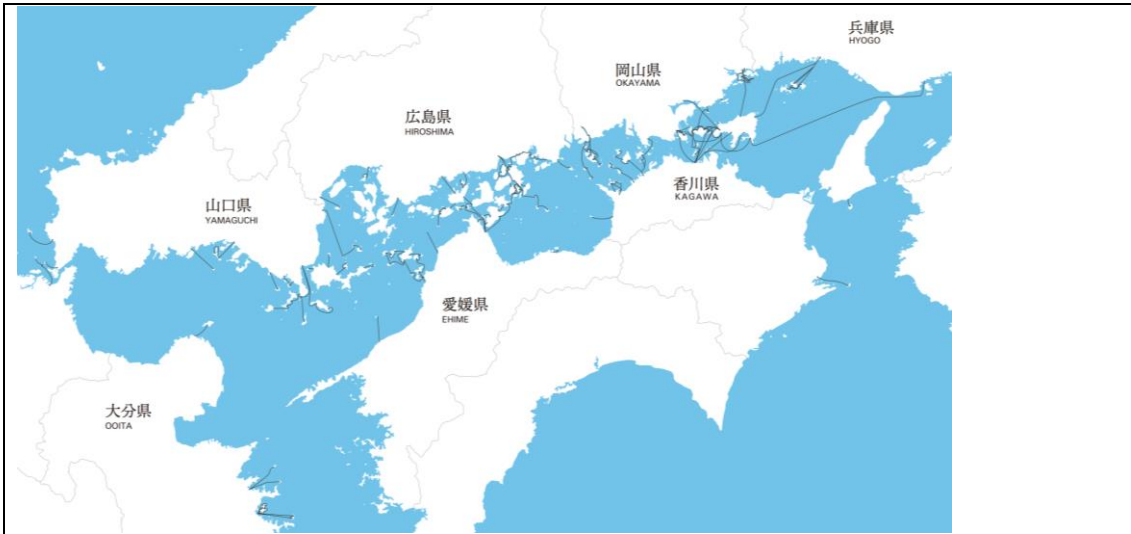 兵庫県
HYOGO
岡山県
OKAYAMA
広島県
HIROSHIMA
香川県
KAGAWA
山口県
YAMAGUCHI
愛媛県
EHIME
大分県
OOITA